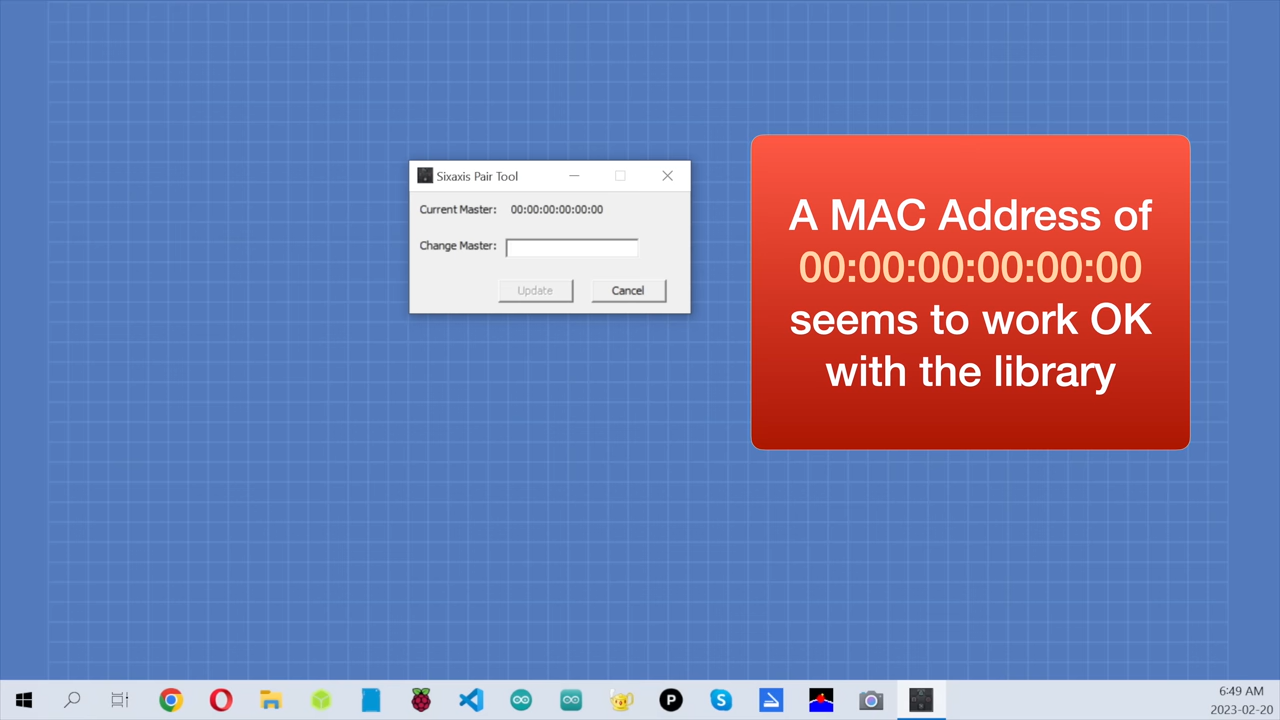 Sixaxis Pair Tool
Current Master: 00:00:00:00:00:00
Change Master:
Update Cancel
A MAC Address of
00:00:00:00:00:00
seems to work OK
with the library
P S
6:49 AM
2023-02-20